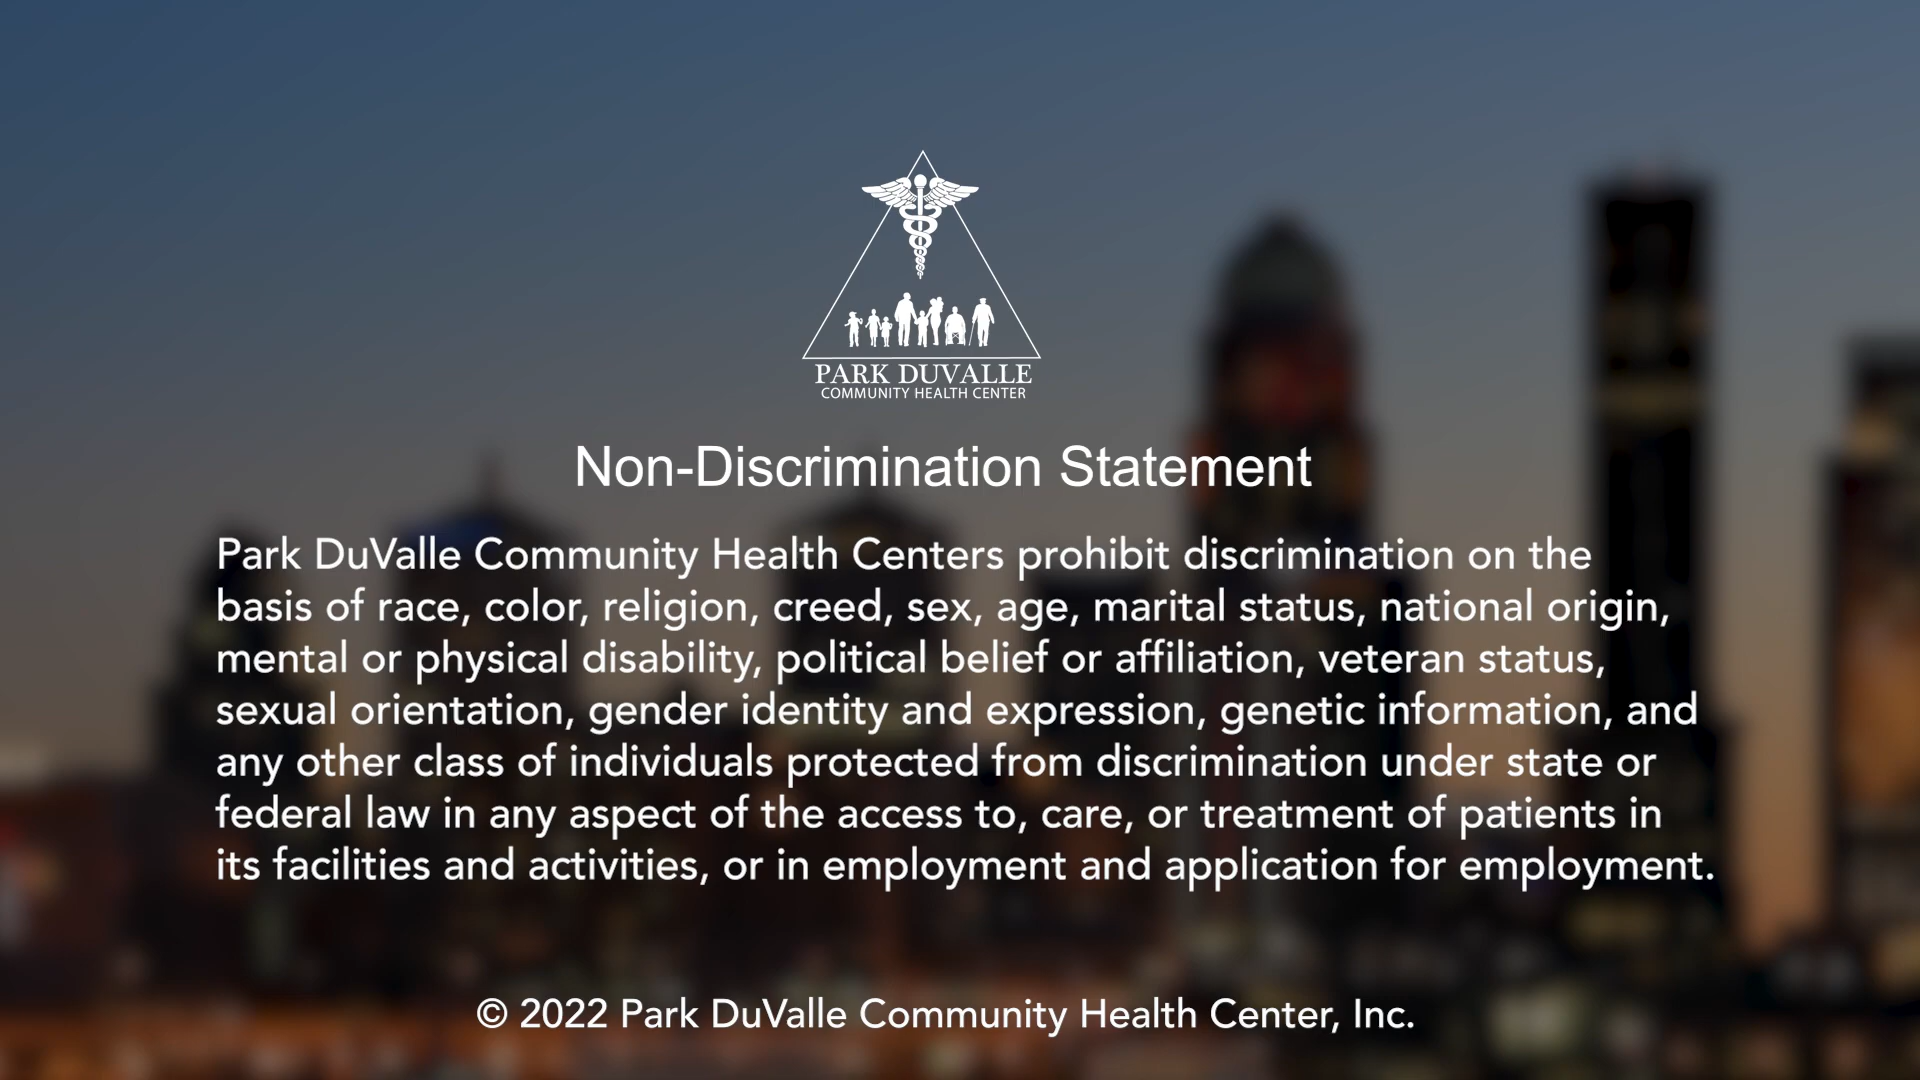 PARK DUVALLE
COMMUNITY HEALTH CENTER
Non-Discrimination Statement
Park DuValle Community Health Centers prohibit discrimination on the
basis of race, color, religion, creed, sex, age, marital status, national origin,
mental or physical disability, political belief or affiliation, veteran status,
sexual orientation, gender identity and expression, genetic information, and
any other class of individuals protected from discrimination under state or
federal law in any aspect of the access to, care, or treatment of patients in
its facilities and activities, or in employment and application for employment.
© 2022 Park DuValle Community Health Center, Inc.